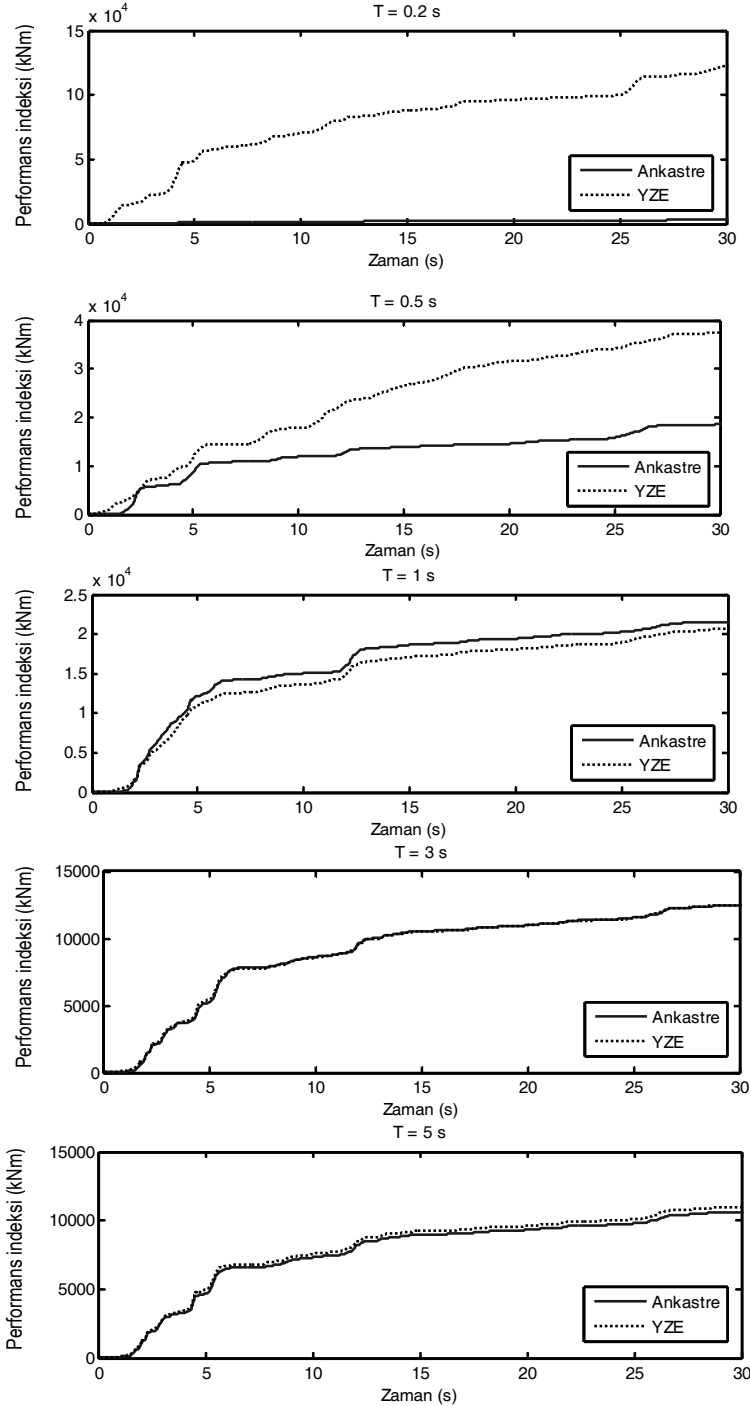 T = 0.2 s
x 10^4
Performans indeksi (kNm)
15
10
5
0
0 5 10 15 20 25 30
Zaman (s)
Ankastre
YZE
T = 0.5 s
x 10^4
Performans indeksi (kNm)
4
3
2
1
0
0 5 10 15 20 25 30
Zaman (s)
Ankastre
YZE
T = 1 s
x 10^4
Performans indeksi (kNm)
2.5
2
1.5
1
0.5
0
0 5 10 15 20 25 30
Zaman (s)
Ankastre
YZE
T = 3 s
Performans indeksi (kNm)
15000
10000
5000
0
0 5 10 15 20 25 30
Zaman (s)
Ankastre
YZE
T = 5 s
Performans indeksi (kNm)
15000
10000
5000
0
0 5 10 15 20 25 30
Zaman (s)
Ankastre
YZE